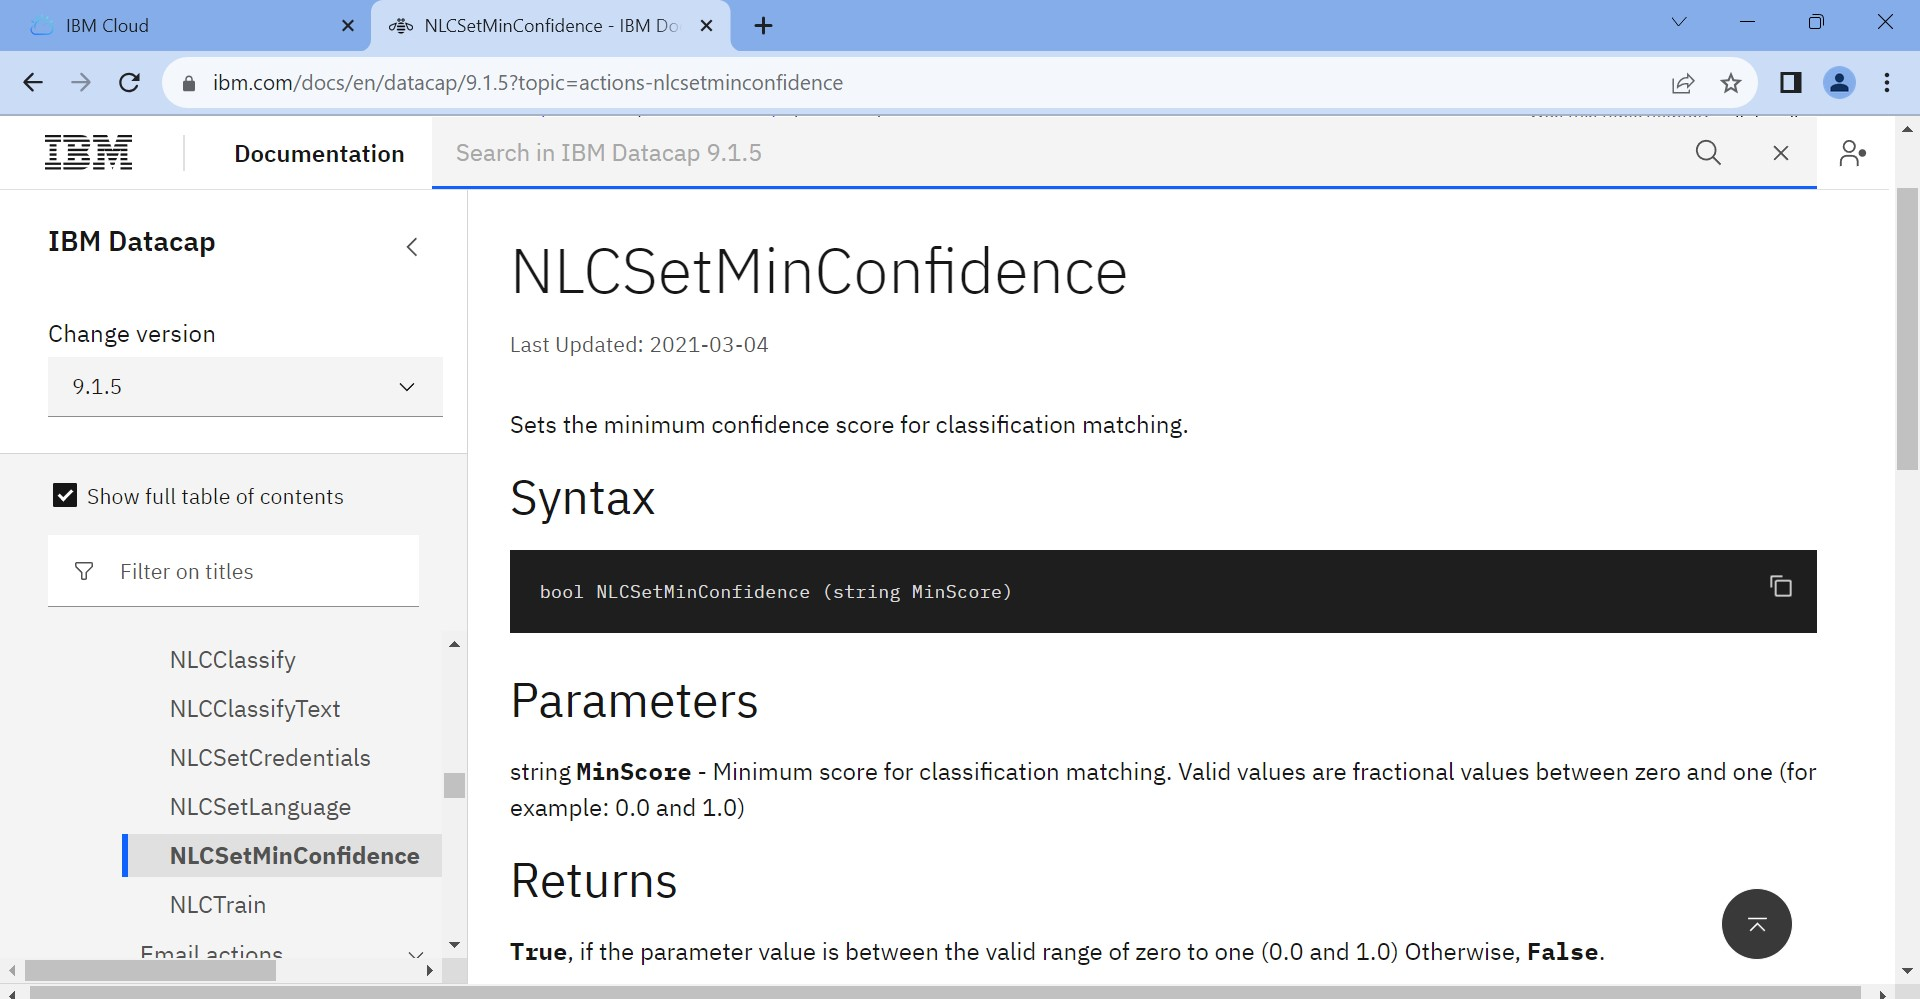 IBM Cloud
NLCSetMinConfidence - IBM Do
ibm.com/docs/en/datacap/9.1.5?topic=actions-nlcsetminconfidence
IBM
Documentation
Search in IBM Datacap 9.1.5
IBM Datacap
Change version
9.1.5
Show full table of contents
Filter on titles
NLCClassify
NLCClassifyText
NLCSetCredentials
NLCSetLanguage
NLCSetMinConfidence
NLCTrain
Email actions
NLCSetMinConfidence
Last Updated: 2021-03-04
Sets the minimum confidence score for classification matching.
Syntax
bool NLCSetMinConfidence (string MinScore)
Parameters
string MinScore - Minimum score for classification matching. Valid values are fractional values between zero and one (for
example: 0.0 and 1.0)
Returns
True, if the parameter value is between the valid range of zero to one (0.0 and 1.0) Otherwise, False.